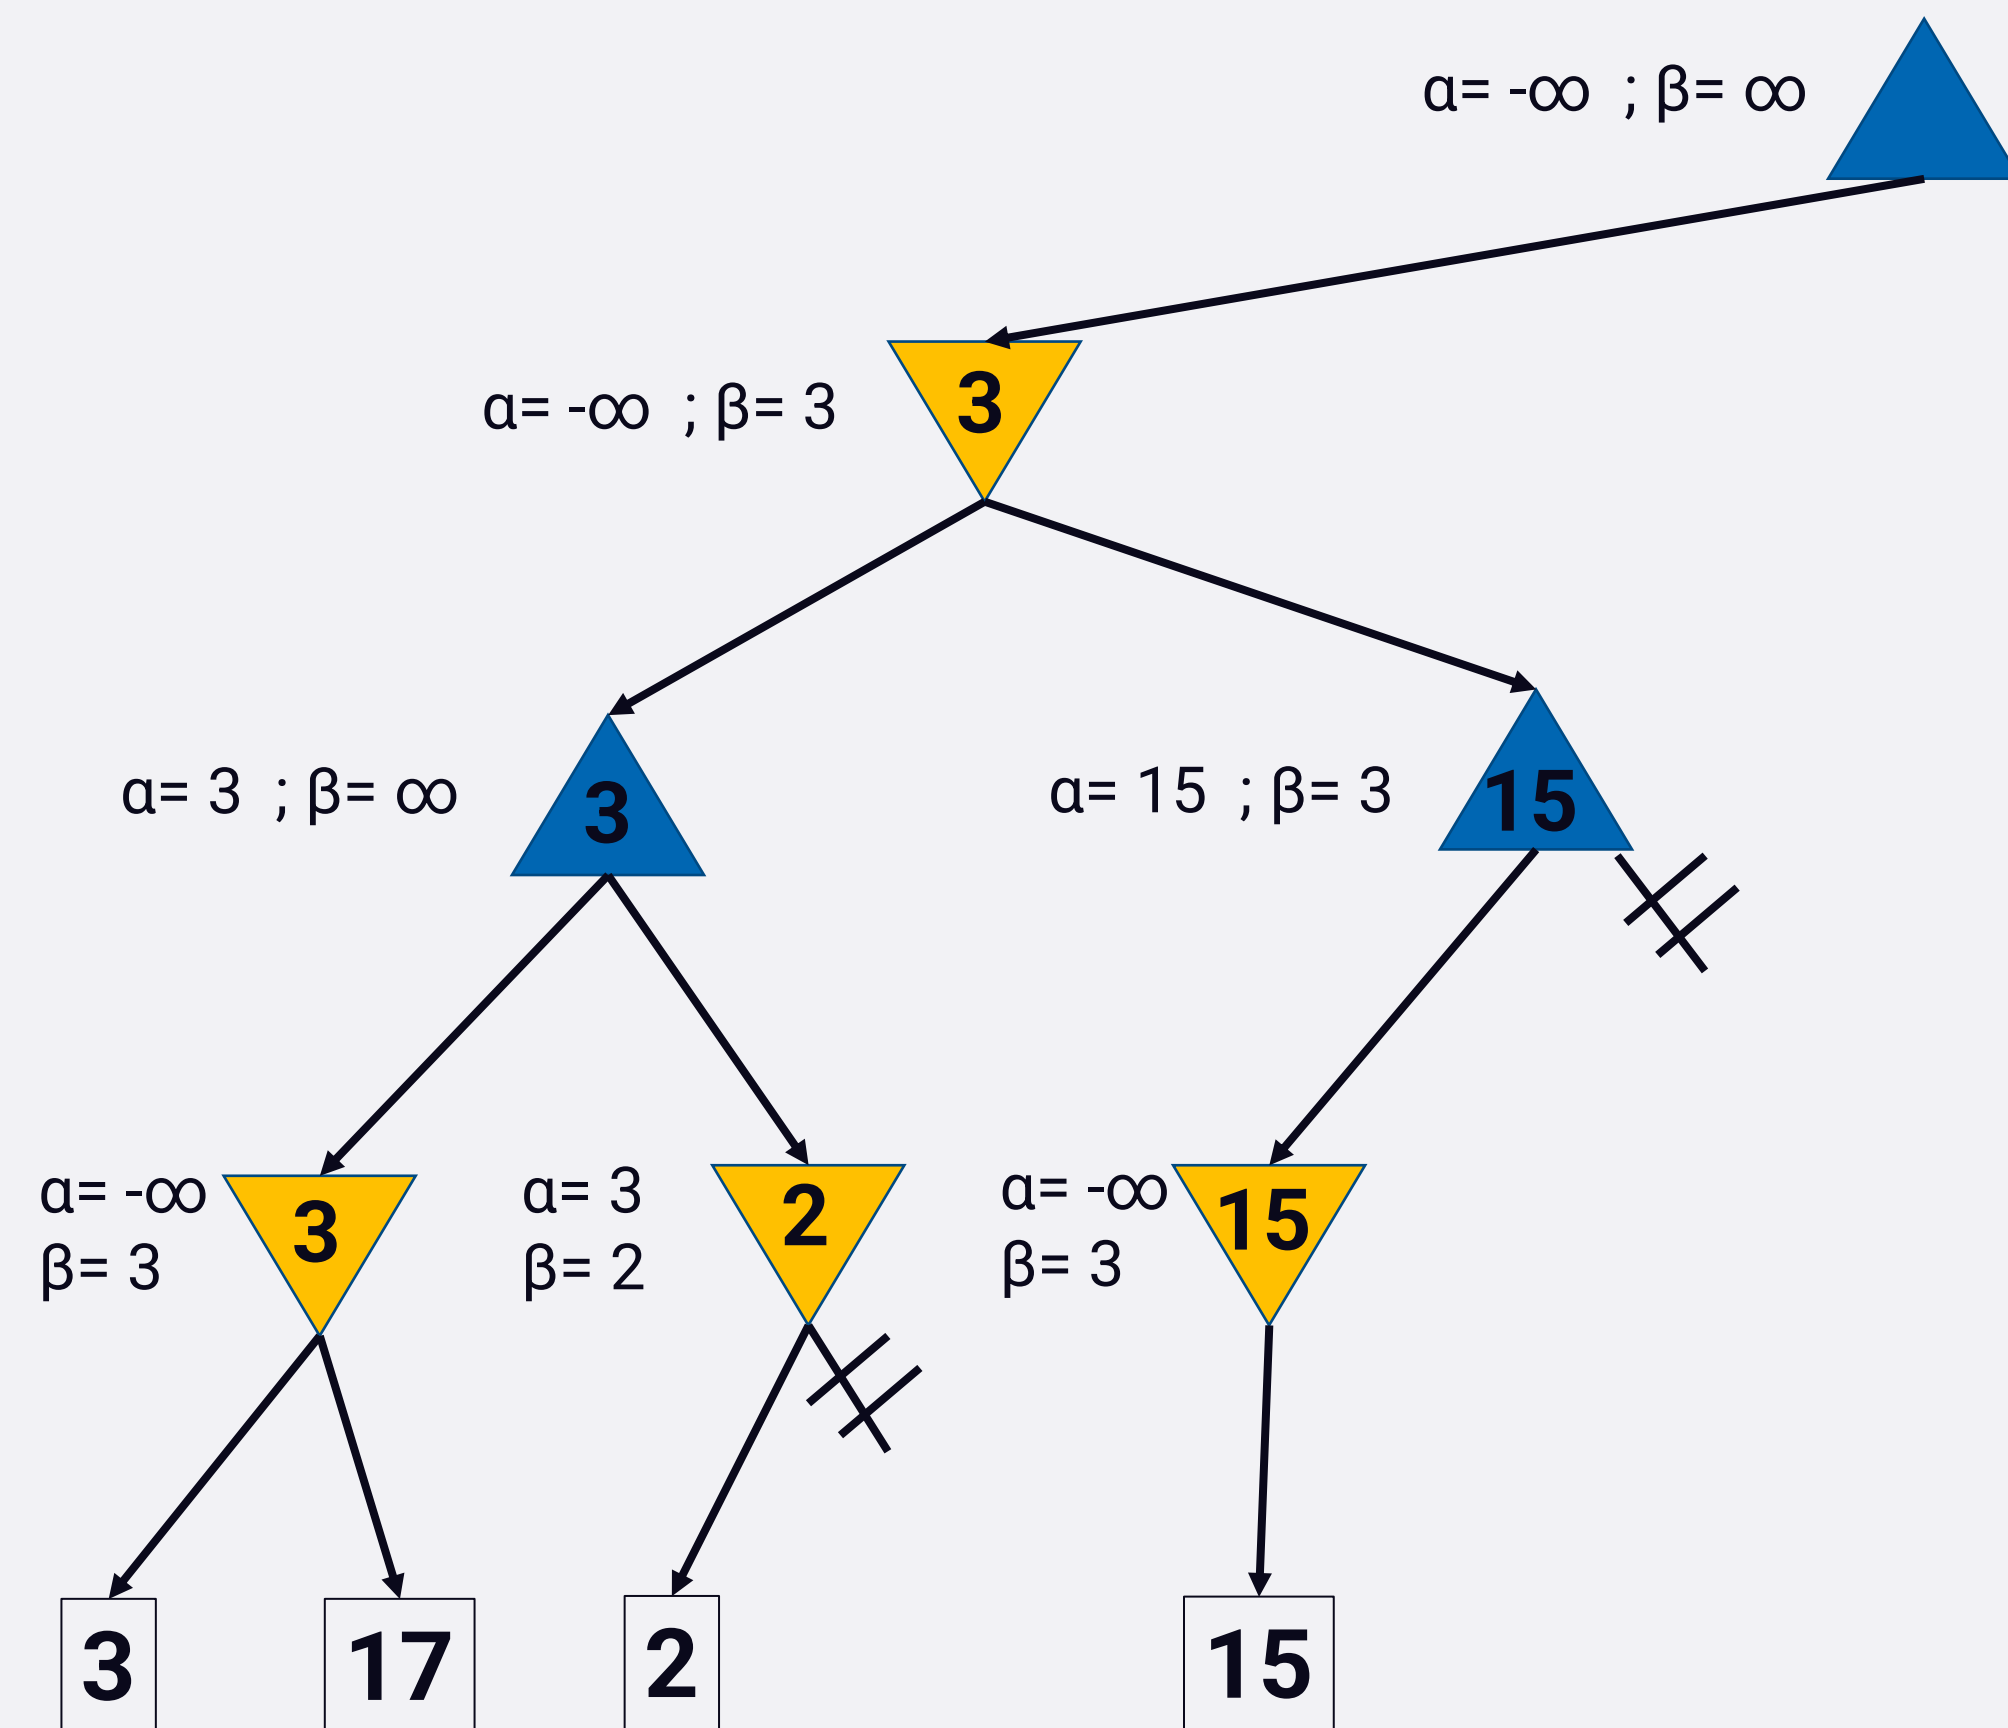 α= -∞ ; β= ∞
α= -∞ ; β= 3
3
α= 3 ; β= ∞
3
α= 15 ; β= 3
15
α= -∞
β= 3
3
α= 3
β= 2
2
α= -∞
β= 3
15
3
17
2
15